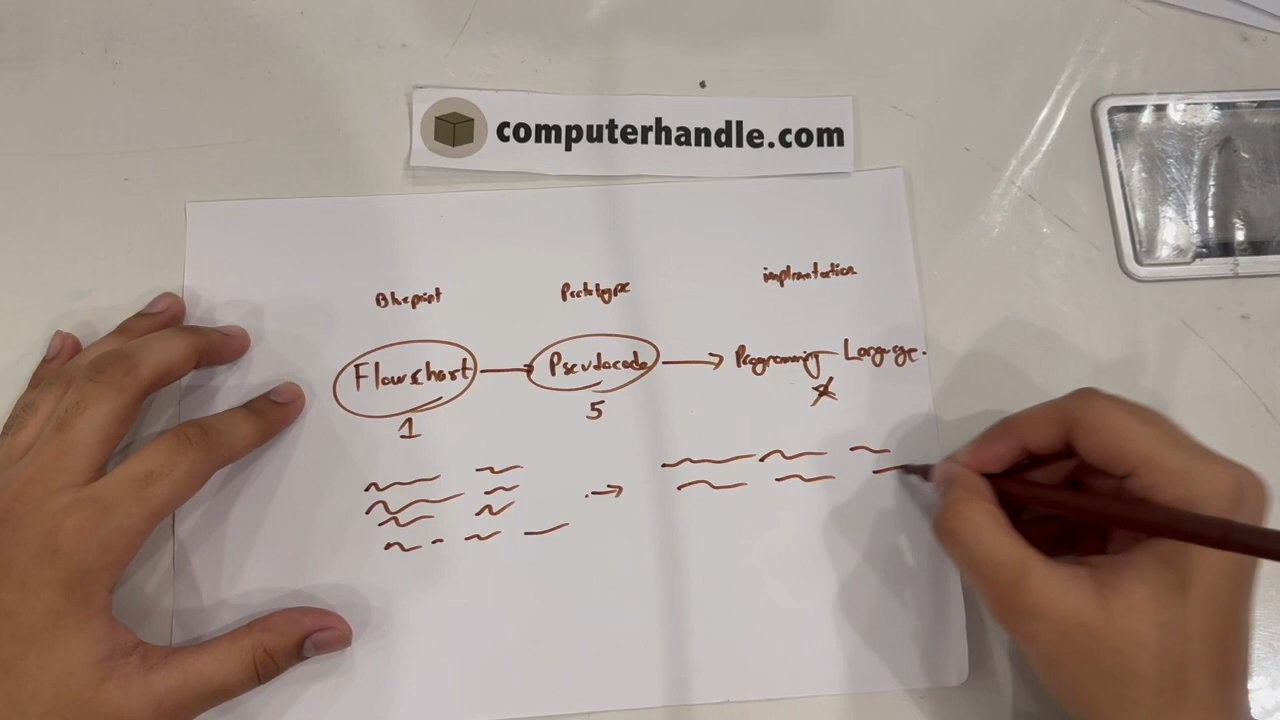 computerhandle.com
Blueprint Prototype implementation
Flowchart → Pseudocode → Programming Language.
1 5